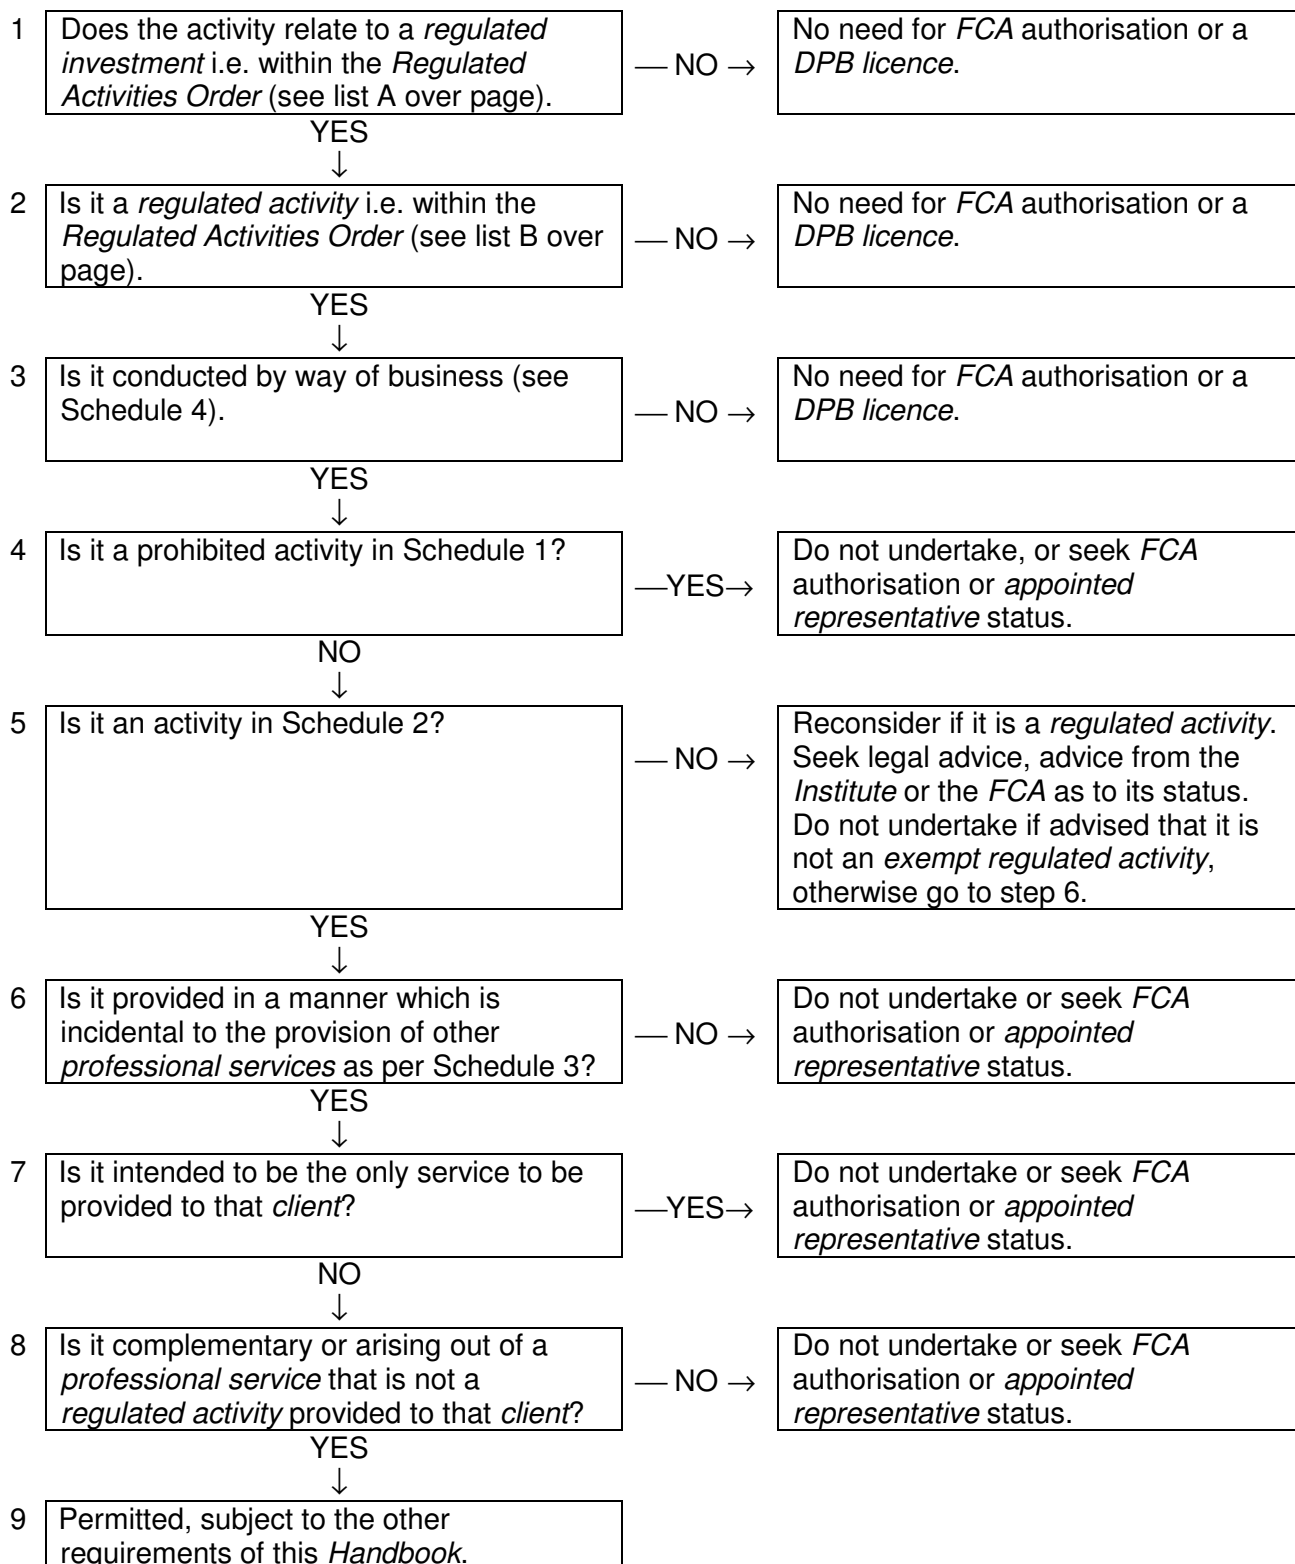 1 Does the activity relate to a regulated
investment i.e. within the Regulated
Activities Order (see list A over page).
— NO →
No need for FCA authorisation or a
DPB licence.
YES
↓
2 Is it a regulated activity i.e. within the
Regulated Activities Order (see list B over
page).
— NO →
No need for FCA authorisation or a
DPB licence.
YES
↓
3 Is it conducted by way of business (see
Schedule 4).
— NO →
No need for FCA authorisation or a
DPB licence.
YES
↓
4 Is it a prohibited activity in Schedule 1?
—YES→
Do not undertake, or seek FCA
authorisation or appointed
representative status.
NO
↓
5 Is it an activity in Schedule 2?
— NO →
Reconsider if it is a regulated activity.
Seek legal advice, advice from the
Institute or the FCA as to its status.
Do not undertake if advised that it is
not an exempt regulated activity,
otherwise go to step 6.
YES
↓
6 Is it provided in a manner which is
incidental to the provision of other
professional services as per Schedule 3?
— NO →
Do not undertake or seek FCA
authorisation or appointed
representative status.
YES
↓
7 Is it intended to be the only service to be
provided to that client?
—YES→
Do not undertake or seek FCA
authorisation or appointed
representative status.
NO
↓
8 Is it complementary or arising out of a
professional service that is not a
regulated activity provided to that client?
— NO →
Do not undertake or seek FCA
authorisation or appointed
representative status.
YES
↓
9 Permitted, subject to the other
requirements of this Handbook.